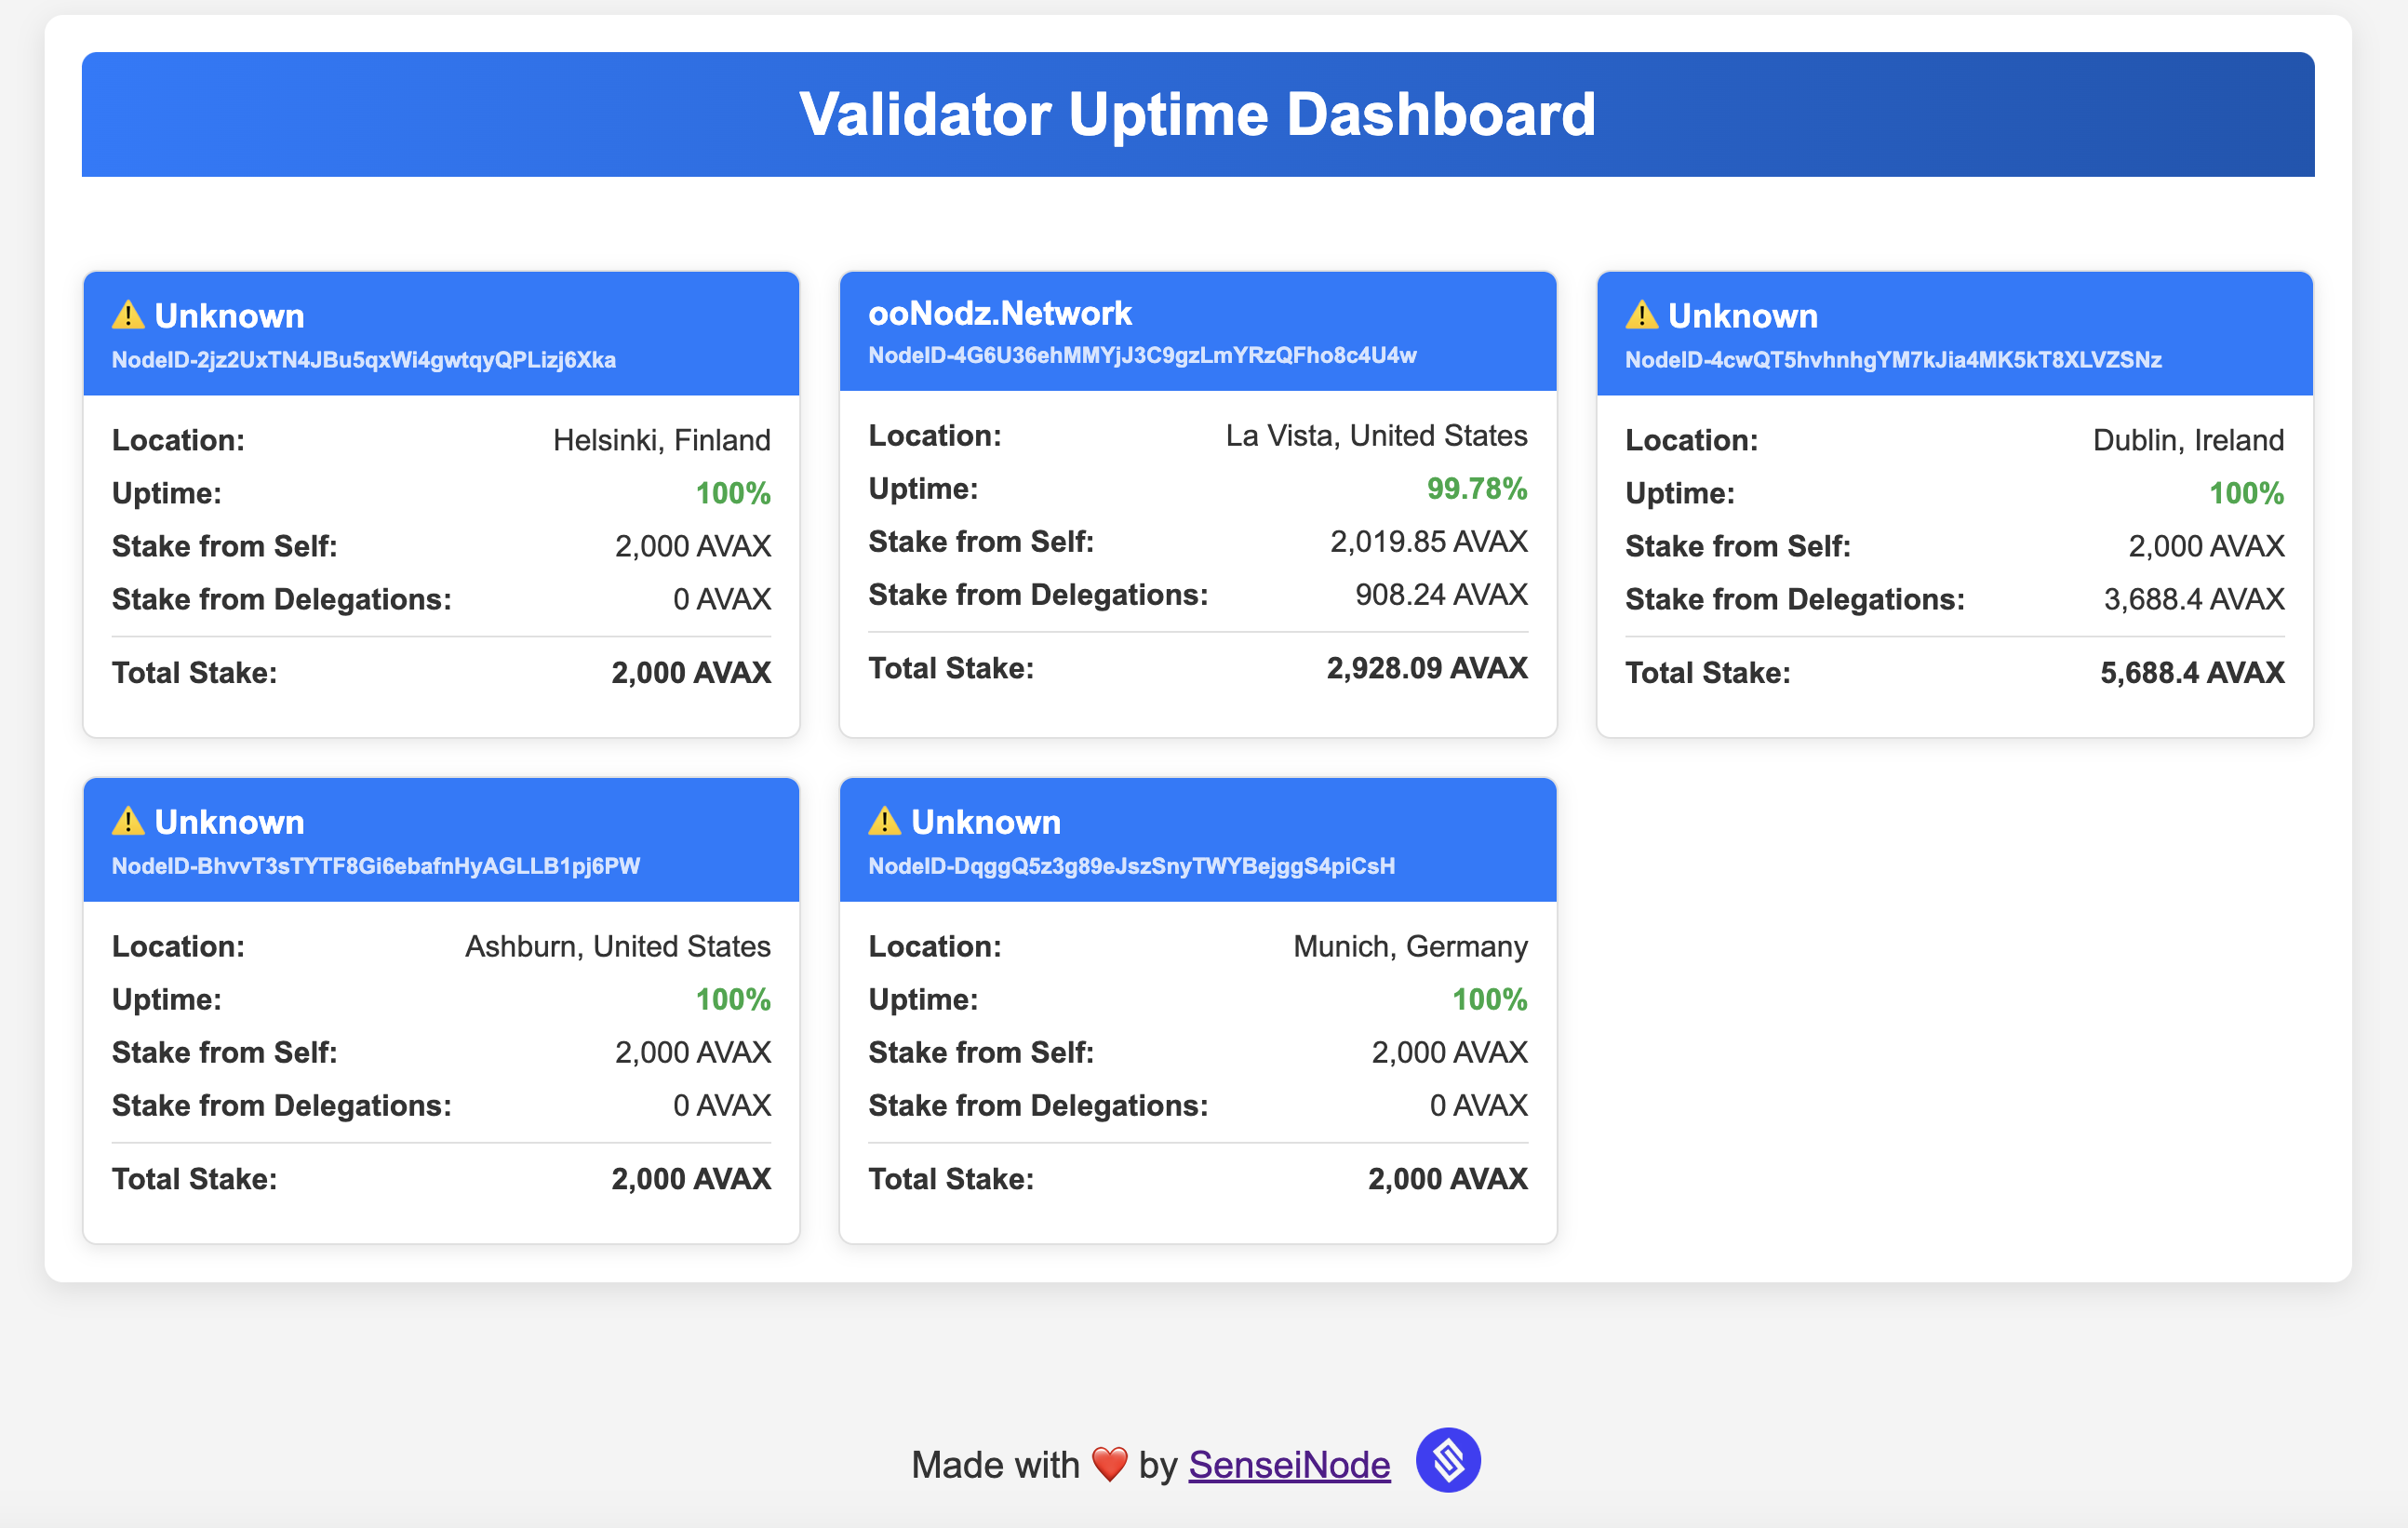 Validator Uptime Dashboard
⚠️ Unknown
NodeID-2jz2UxTN4JBu5qxWi4gwtqyQPLizj6Xka
Location: Helsinki, Finland
Uptime: 100%
Stake from Self: 2,000 AVAX
Stake from Delegations: 0 AVAX
Total Stake: 2,000 AVAX
ooNodz.Network
NodeID-4G6U36ehMMYjJ3C9gzLmYRzQFho8c4U4w
Location: La Vista, United States
Uptime: 99.78%
Stake from Self: 2,019.85 AVAX
Stake from Delegations: 908.24 AVAX
Total Stake: 2,928.09 AVAX
⚠️ Unknown
NodeID-4cwQT5hvhnhgYM7kJia4MK5kT8XLVZSNz
Location: Dublin, Ireland
Uptime: 100%
Stake from Self: 2,000 AVAX
Stake from Delegations: 3,688.4 AVAX
Total Stake: 5,688.4 AVAX
⚠️ Unknown
NodeID-BhvvT3sTYTF8Gi6ebafnHyAGLLB1pj6PW
Location: Ashburn, United States
Uptime: 100%
Stake from Self: 2,000 AVAX
Stake from Delegations: 0 AVAX
Total Stake: 2,000 AVAX
⚠️ Unknown
NodeID-DqggQ5z3g89eJszSnyTWYBejggS4piCsH
Location: Munich, Germany
Uptime: 100%
Stake from Self: 2,000 AVAX
Stake from Delegations: 0 AVAX
Total Stake: 2,000 AVAX
Made with ❤️ by SenseiNode